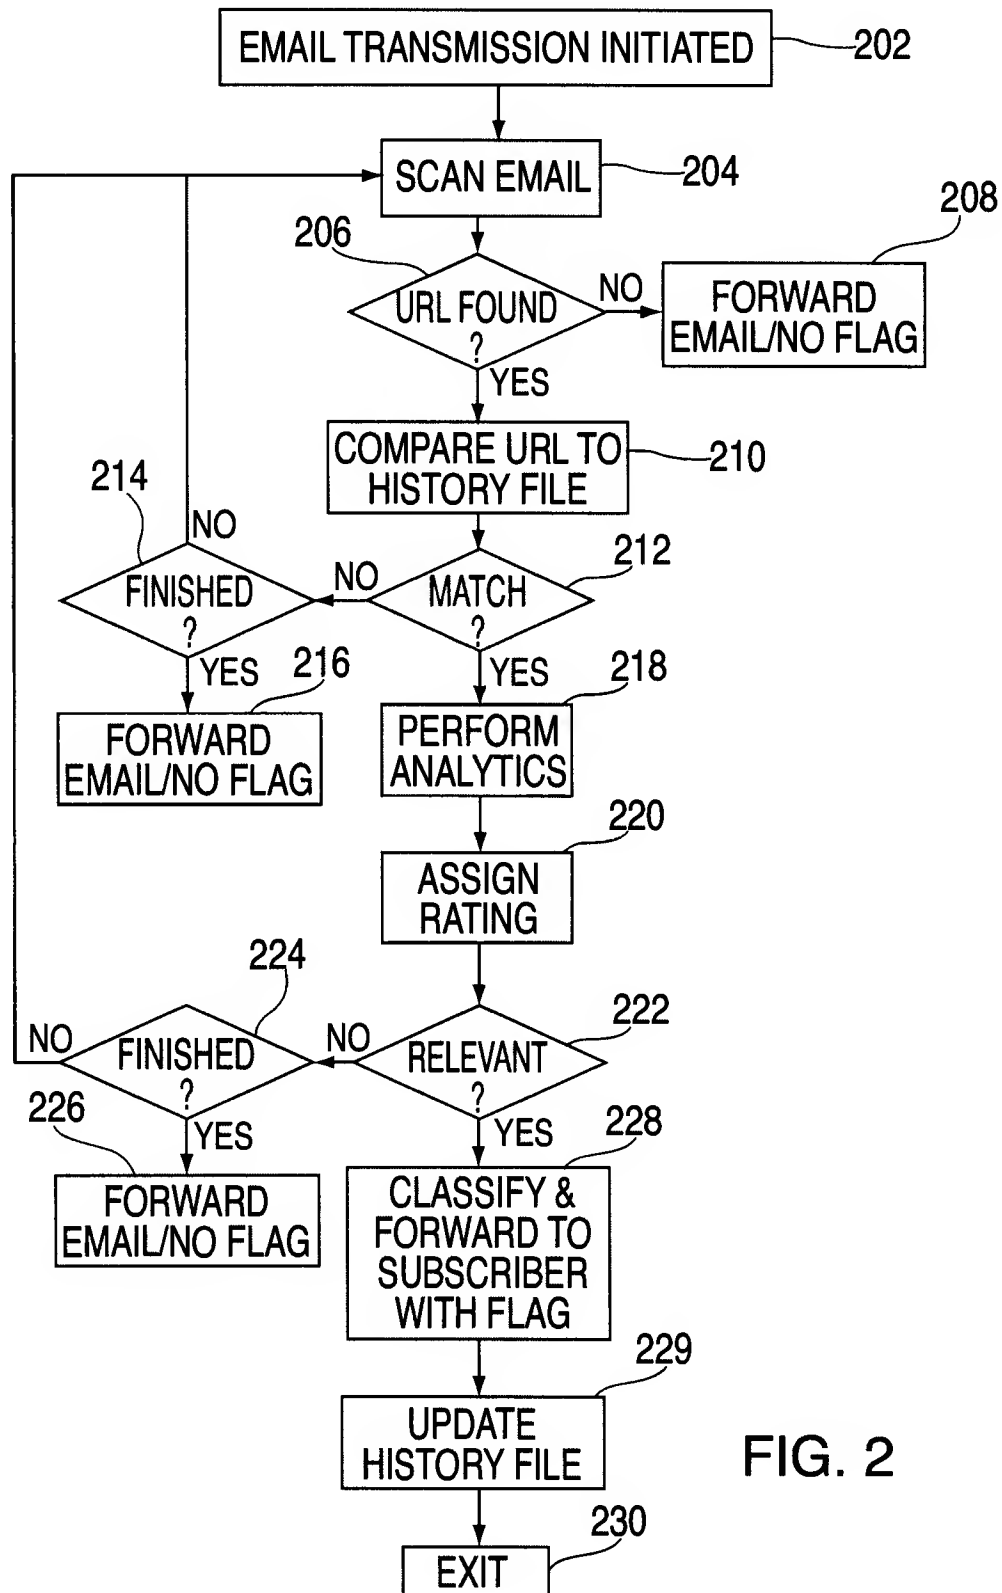 EMAIL TRANSMISSION INITIATED
202
SCAN EMAIL
204
206
208
URL FOUND
?
NO
FORWARD
EMAIL/NO FLAG
YES
COMPARE URL TO
HISTORY FILE
210
214
NO
212
FINISHED
?
NO
MATCH
?
YES
216
YES
218
FORWARD
EMAIL/NO FLAG
PERFORM
ANALYTICS
220
ASSIGN
RATING
224
222
NO
FINISHED
?
NO
RELEVANT
?
226
YES
YES
228
FORWARD
EMAIL/NO FLAG
CLASSIFY &
FORWARD TO
SUBSCRIBER
WITH FLAG
229
UPDATE
HISTORY FILE
FIG. 2
230
EXIT